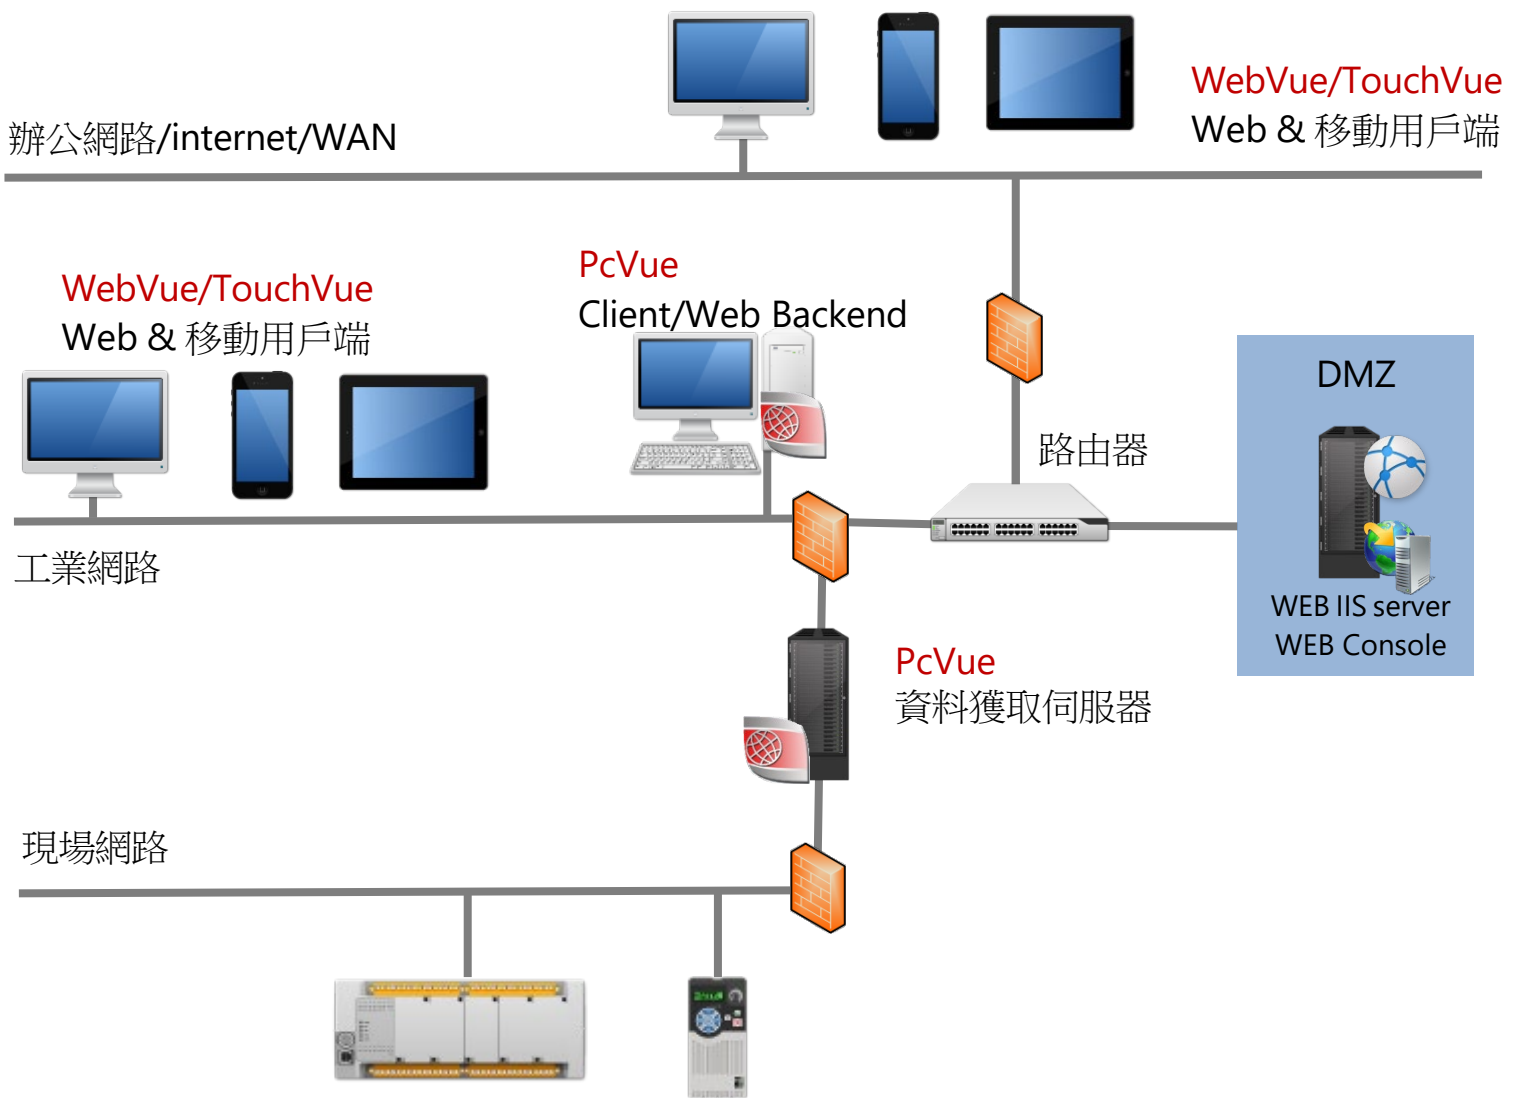 WebVue/TouchVue
Web & 移動用戶端
辦公網路/internet/WAN
PcVue
Client/Web Backend
WebVue/TouchVue
Web & 移動用戶端
DMZ
路由器
工業網路
WEB IIS server
WEB Console
PcVue
資料獲取伺服器
現場網路